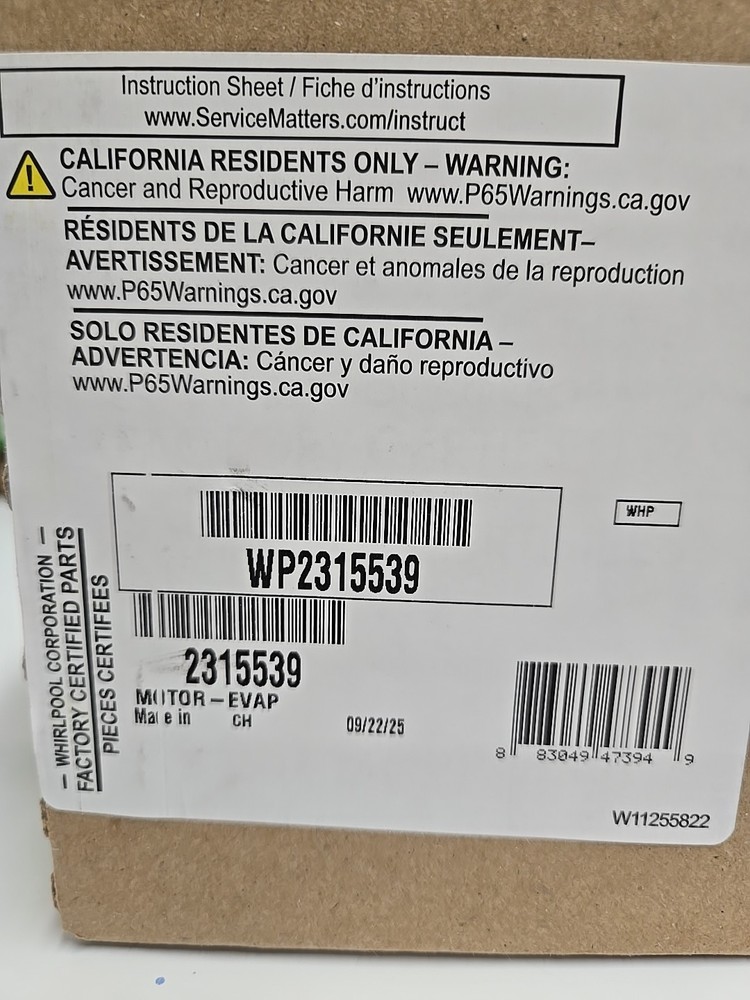 Instruction Sheet / Fiche d'instructions
www.ServiceMatters.com/instruct
CALIFORNIA RESIDENTS ONLY – WARNING:
Cancer and Reproductive Harm www.P65Warnings.ca.gov
RÉSIDENTS DE LA CALIFORNIE SEULEMENT–
AVERTISSEMENT: Cancer et anomales de la reproduction
www.P65Warnings.ca.gov
SOLO RESIDENTES DE CALIFORNIA –
ADVERTENCIA: Cáncer y daño reproductivo
www.P65Warnings.ca.gov
WHP
WP2315539
2315539
MOTOR-EVAP
Made in CH 09/22/25
8 83049 47394 9
W11255822
— WHIRLPOOL CORPORATION —
FACTORY CERTIFIED PARTS
PIECES CERTIFEES